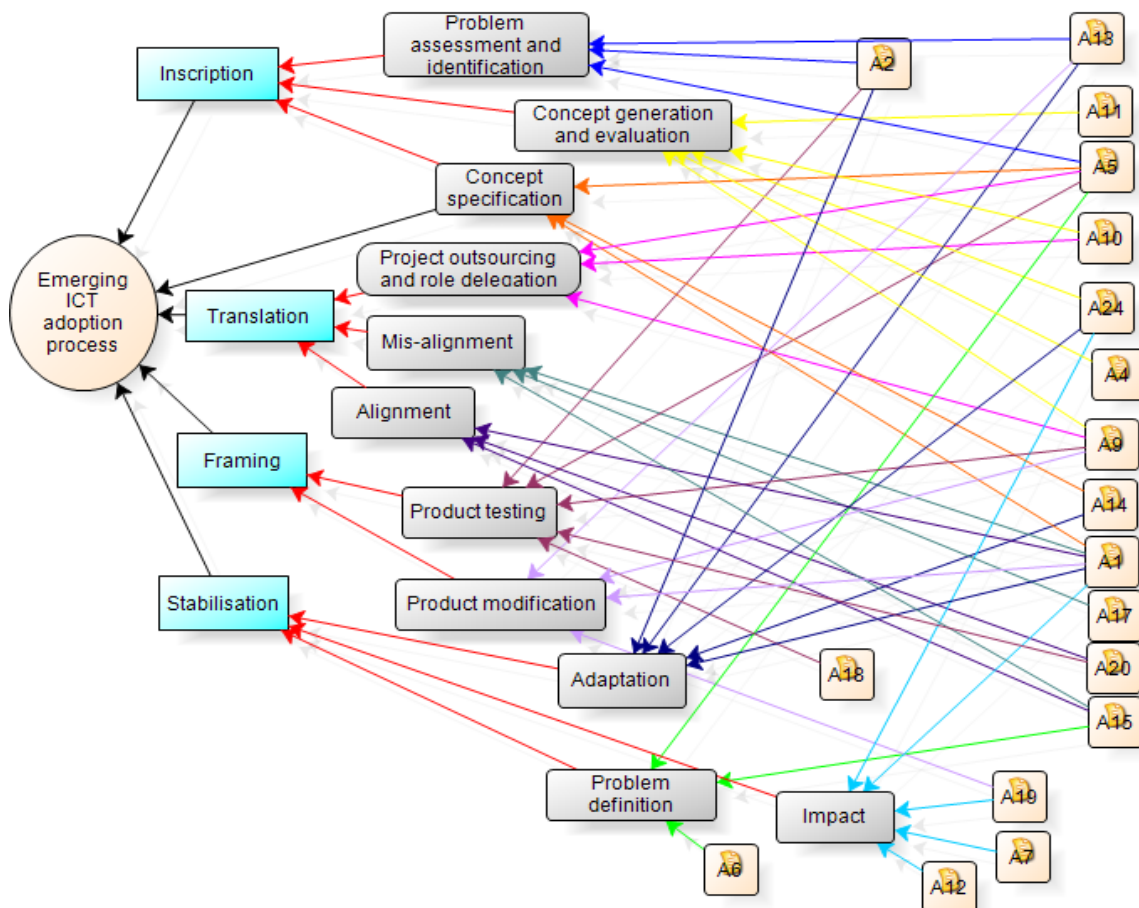 Problem
assessment and
identification
A13
A2
Inscription
A11
Concept generation
and evaluation
A5
Concept
specification
A10
Project outsourcing
and role delegation
Emerging
ICT
adoption
process
A24
Translation
Mis-alignment
A4
Alignment
A9
Framing
A14
Product testing
A1
Stabilisation
Product modification
A17
A20
Adaptation
A18
A15
Problem
definition
A19
Impact
A7
A6
A12